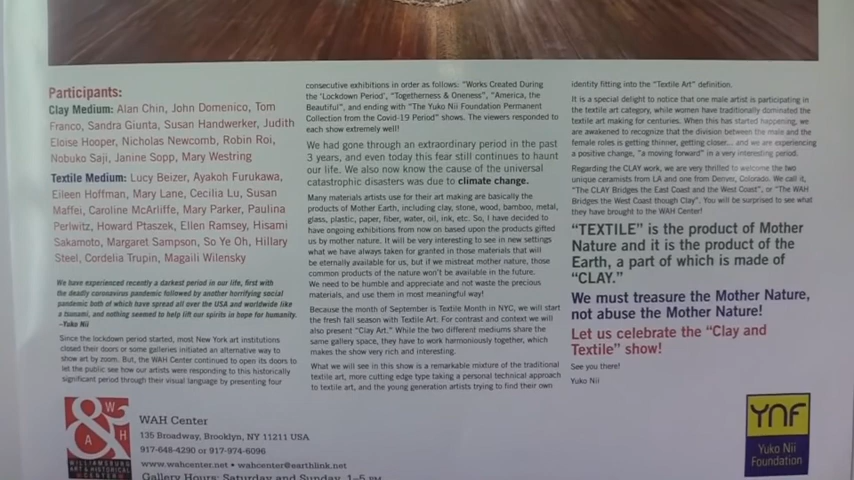 Participants:
Clay Medium: Alan Chin, John Domenico, Tom
Franco, Sandra Giunta, Susan Handwerker, Judith
Eloise Hooper, Nicholas Newcomb, Robin Roi,
Nobuko Saji, Janine Sopp, Mary Westring
Textile Medium: Lucy Beizer, Ayakoh Furukawa,
Eileen Hoffman, Mary Lane, Cecilia Lu, Susan
Maffei, Caroline McArliffe, Mary Parker, Paulina
Perlwitz, Howard Ptaszek, Ellen Ramsey, Hisami
Sakamoto, Margaret Sampson, So Ye Oh, Hillary
Steel, Cordelia Trupin, Magaili Wilensky
We have experienced recently a darkest period in our life, first with
the deadly coronavirus pandemic followed by another horrifying social
pandemic both of which have spread all over the USA and worldwide like
a tsunami, and nothing seemed to help lift our spirits in hope for humanity.
–Yuko Nii
Since the lockdown period started, most New York art institutions
closed their doors or some galleries initiated an alternative way to
show art by zoom. But, the WAH Center continued to open its doors to
let the public see how our artists were responding to this historically
significant period through their visual language by presenting four
consecutive exhibitions in order as follows: "Works Created During
the 'Lockdown Period', "Togetherness & Oneness", "America, the
Beautiful", and ending with "The Yuko Nii Foundation Permanent
Collection from the Covid-19 Period" shows. The viewers responded to
each show extremely well!
We had gone through an extraordinary period in the past
3 years, and even today this fear still continues to haunt
our life. We also now know the cause of the universal
catastrophic disasters was due to climate change.
Many materials artists use for their art making are basically the
products of Mother Earth, including clay, stone, wood, bamboo, metal,
glass, plastic, paper, fiber, water, oil, ink, etc. So, I have decided to
have ongoing exhibitions from now on based upon the products gifted
us by mother nature. It will be very interesting to see in new settings
what we have always taken for granted in those materials that will
be eternally available for us, but if we mistreat mother nature, those
common products of the nature won't be available in the future.
We need to be humble and appreciate and not waste the precious
materials, and use them in most meaningful way!
Because the month of September is Textile Month in NYC, we will start
the fresh fall season with Textile Art. For contrast and context we will
also present "Clay Art." While the two different mediums share the
same gallery space, they have to work harmoniously together, which
makes the show very rich and interesting.
What we will see in this show is a remarkable mixture of the traditional
textile art, more cutting edge type taking a personal technical approach
to textile art, and the young generation artists trying to find their own
identity fitting into the "Textile Art" definition.
It is a special delight to notice that one male artist is participating in
the textile art category, while women have traditionally dominated the
textile art making for centuries. When this has started happening, we
are awakened to recognize that the division between the male and the
female roles is getting thinner, getting closer... and we are experiencing
a positive change, "a moving forward" in a very interesting period.
Regarding the CLAY work, we are very thrilled to welcome the two
unique ceramists from LA and one from Denver, Colorado. We call it,
"The CLAY Bridges the East Coast and the West Coast", or "The WAH
Bridges the West Coast though Clay". You will be surprised to see what
they have brought to the WAH Center!
"TEXTILE" is the product of Mother
Nature and it is the product of the
Earth, a part of which is made of
"CLAY."
We must treasure the Mother Nature,
not abuse the Mother Nature!
Let us celebrate the "Clay and
Textile" show!
See you there!
Yuko Nii
W
&
A H
WILLIAMSBURG
ART & HISTORICAL
CENTER
WAH Center
135 Broadway, Brooklyn, NY 11211 USA
917-648-4290 or 917-974-6096
www.wahcenter.net • wahcenter@earthlink.net
Gallery Hours: Saturday and Sunday, 1–5 PM
YNF
Yuko Nii
Foundation